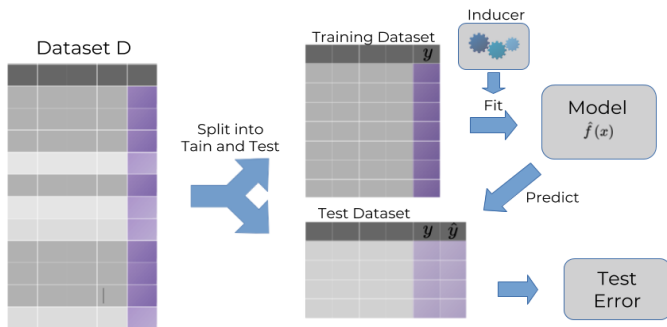 Dataset D
Split into
Tain and Test
Training Dataset
y
Inducer
Fit
Model
f̂(x)
Predict
Test Dataset
y ŷ
Test
Error